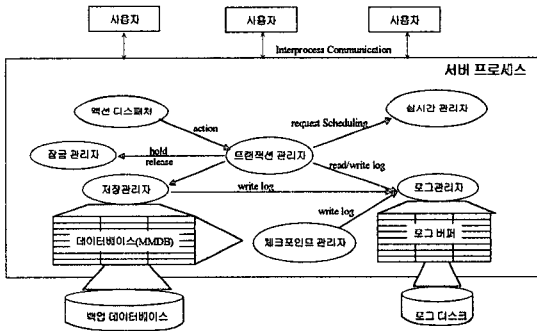 사용자
사용자
사용자
Interprocess Communication
서버 프로세스
액션 디스패처
실시간 관리자
request Scheduling
action
잠금 관리자
hold
release
트랜잭션 관리자
read/write log
저장관리자
write log
로그관리자
write log
데이터베이스(MMDB)
체크포인트 관리자
로그 버퍼
백업 데이터베이스
로그 디스크